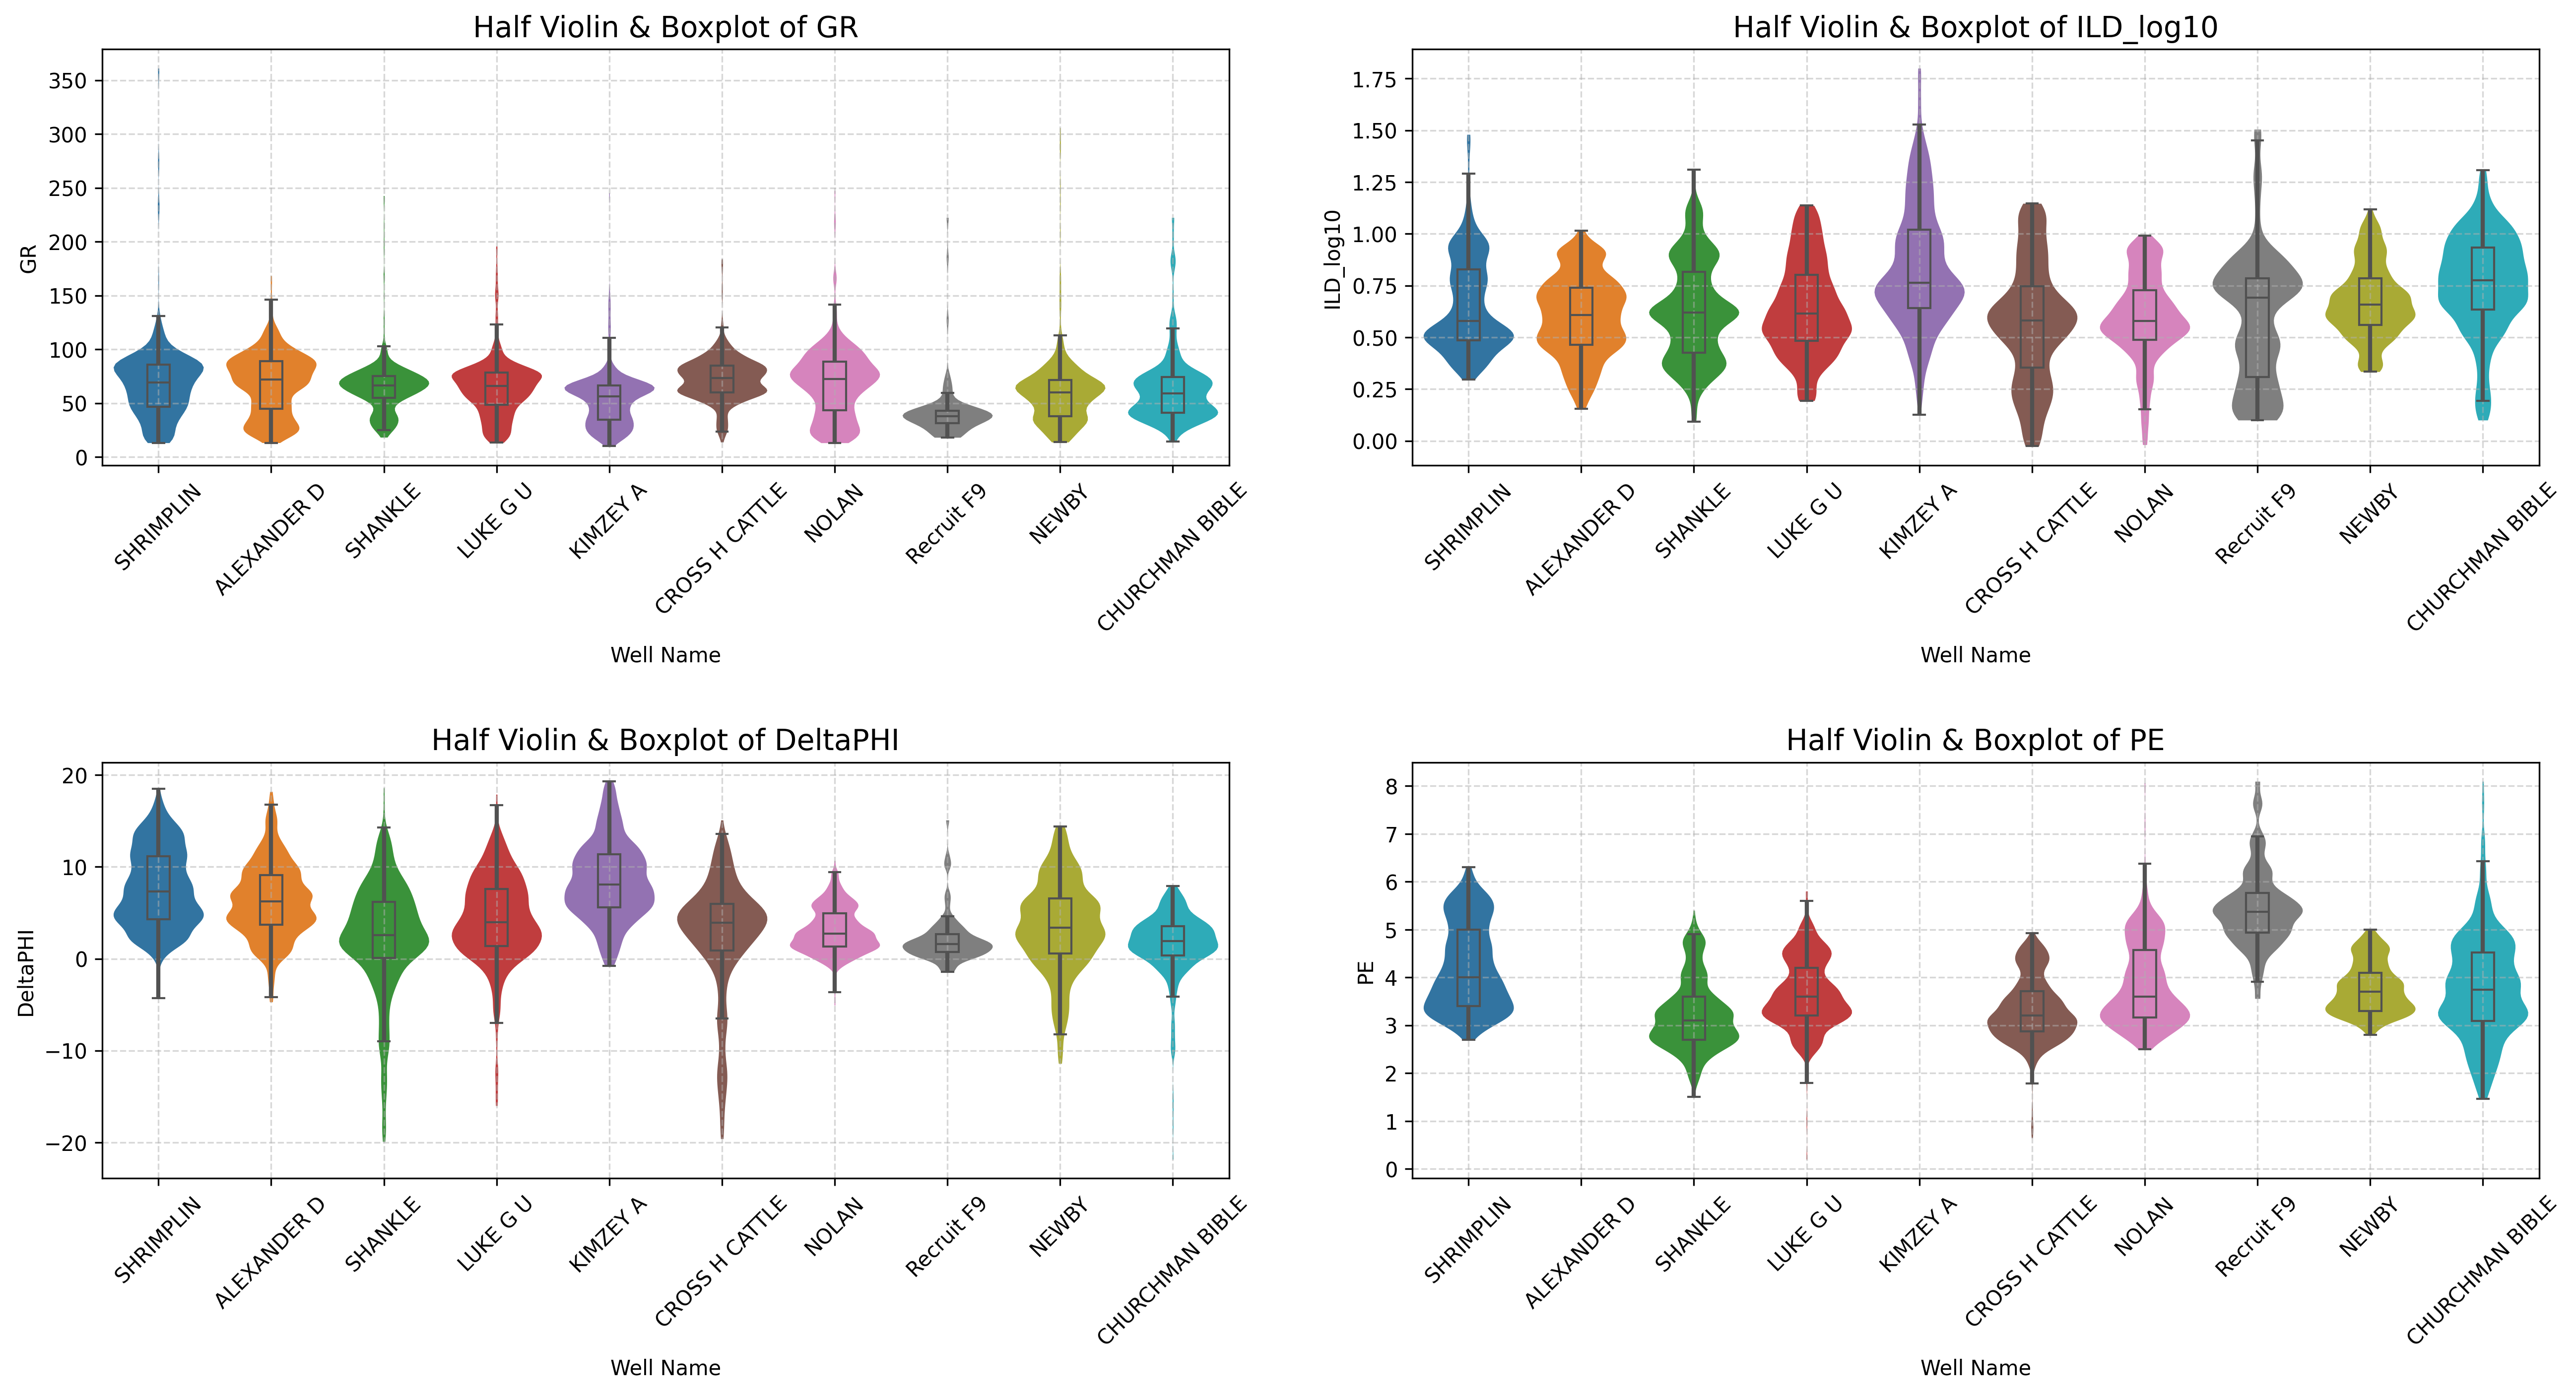 Half Violin & Boxplot of GR
GR
350
300
250
200
150
100
50
0
SHRIMPLIN
ALEXANDER D
SHANKLE
LUKE G U
KIMZEY A
CROSS H CATTLE
NOLAN
Recruit F9
NEWBY
CHURCHMAN BIBLE
Well Name
Half Violin & Boxplot of ILD_log10
ILD_log10
1.75
1.50
1.25
1.00
0.75
0.50
0.25
0.00
SHRIMPLIN
ALEXANDER D
SHANKLE
LUKE G U
KIMZEY A
CROSS H CATTLE
NOLAN
Recruit F9
NEWBY
CHURCHMAN BIBLE
Well Name
Half Violin & Boxplot of DeltaPHI
DeltaPHI
20
10
0
−10
−20
SHRIMPLIN
ALEXANDER D
SHANKLE
LUKE G U
KIMZEY A
CROSS H CATTLE
NOLAN
Recruit F9
NEWBY
CHURCHMAN BIBLE
Well Name
Half Violin & Boxplot of PE
PE
8
7
6
5
4
3
2
1
0
SHRIMPLIN
ALEXANDER D
SHANKLE
LUKE G U
KIMZEY A
CROSS H CATTLE
NOLAN
Recruit F9
NEWBY
CHURCHMAN BIBLE
Well Name